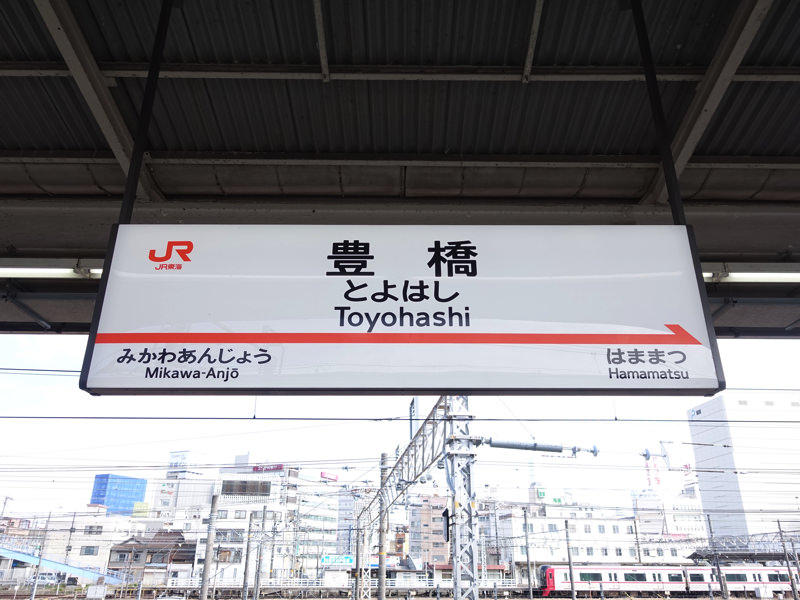 JR
JR東海
豊橋
とよはし
Toyohashi
みかわあんじょう
Mikawa-Anjō
はままつ
Hamamatsu